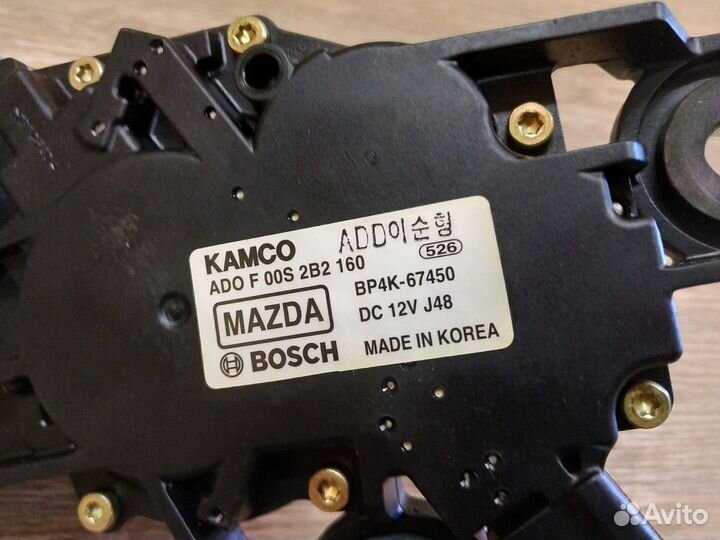 KAMCO ADD이순형
ADO F 00S 2B2 160 526
MAZDA BP4K-67450
DC 12V J48
BOSCH MADE IN KOREA
Avito